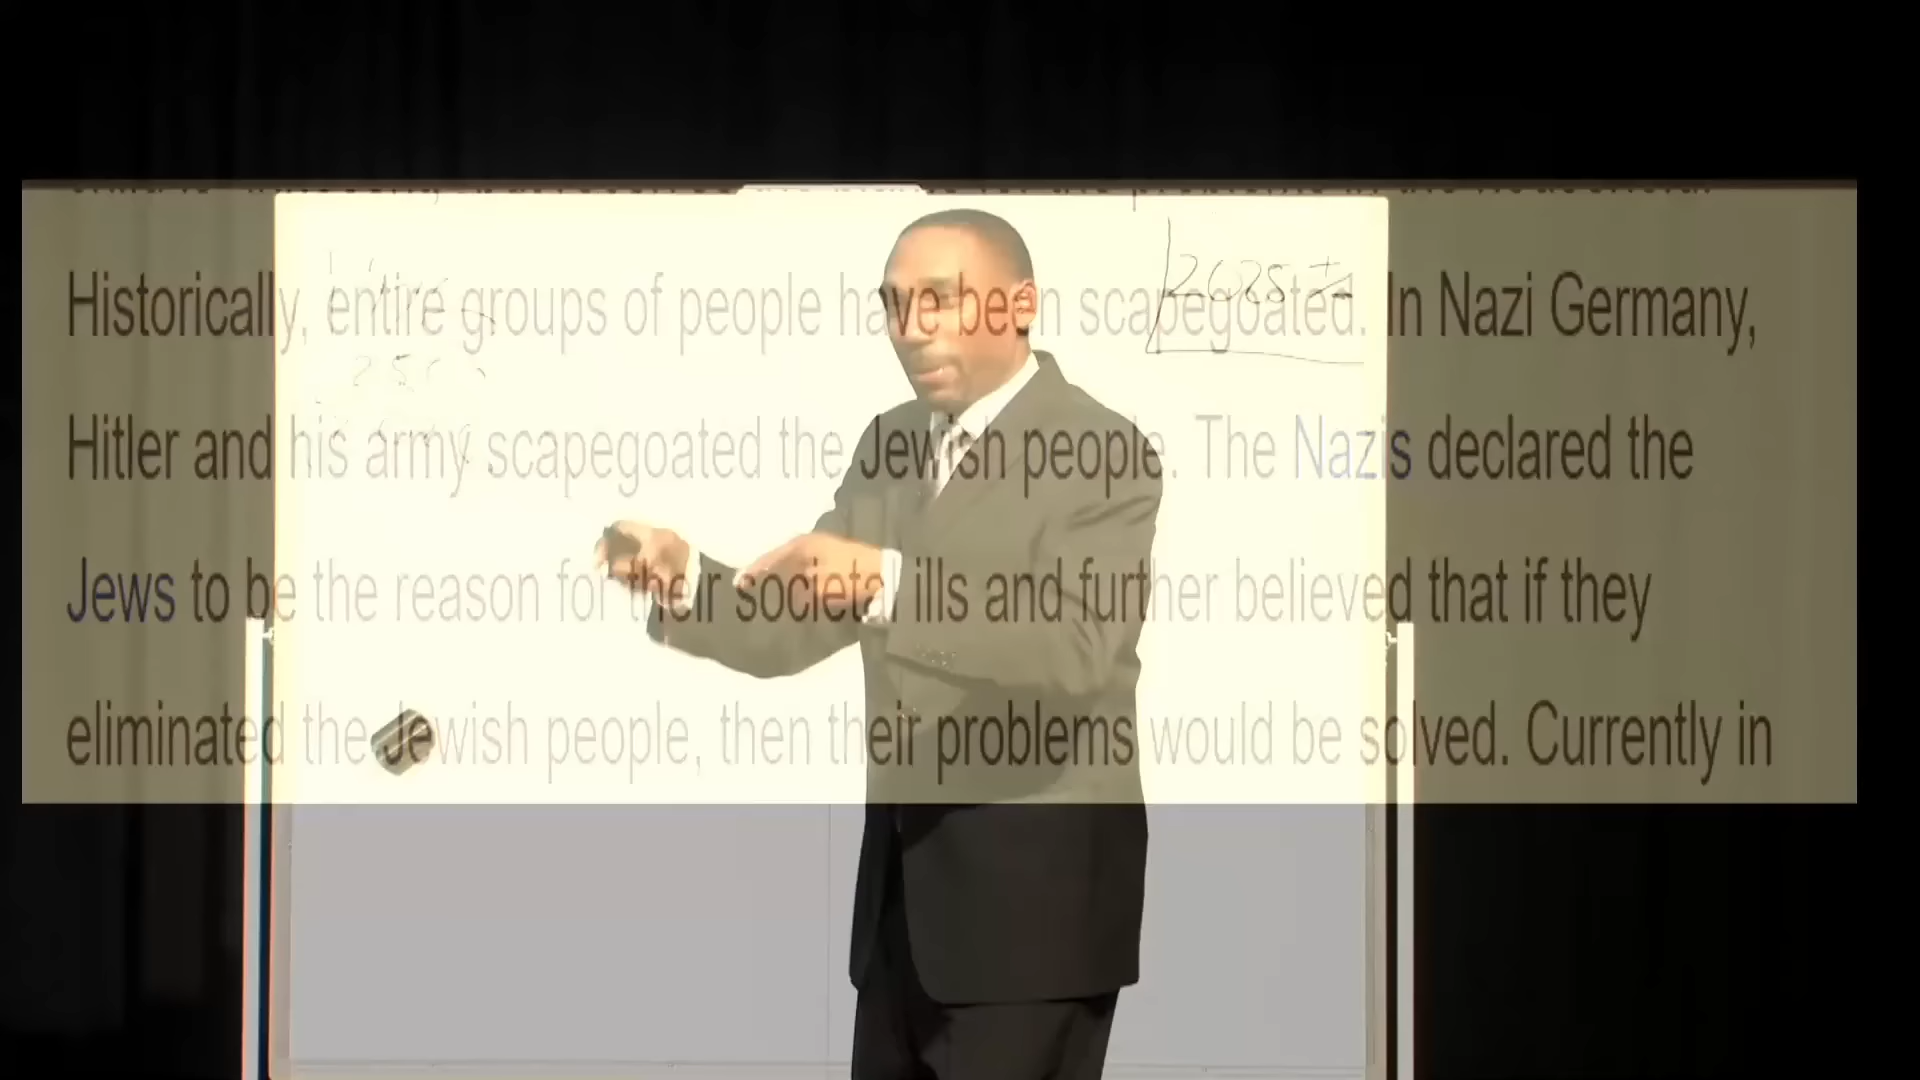 Historically, entire groups of people have been scapegoated. In Nazi Germany,
Hitler and his army scapegoated the Jewish people. The Nazis declared the
Jews to be the reason for their societal ills and further believed that if they
eliminated the Jewish people, then their problems would be solved. Currently in